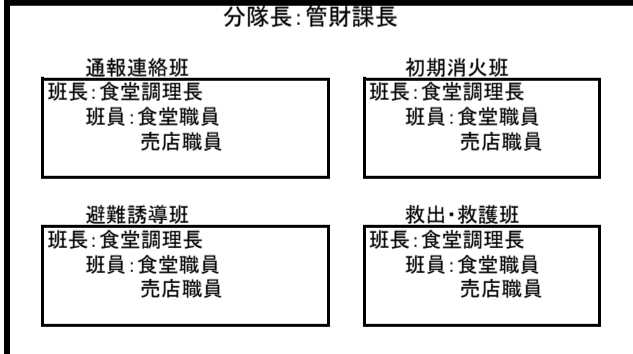 分隊長:管財課長
通報連絡班
班長:食堂調理長
班員:食堂職員
売店職員
初期消火班
班長:食堂調理長
班員:食堂職員
売店職員
避難誘導班
班長:食堂調理長
班員:食堂職員
売店職員
救出・救護班
班長:食堂調理長
班員:食堂職員
売店職員